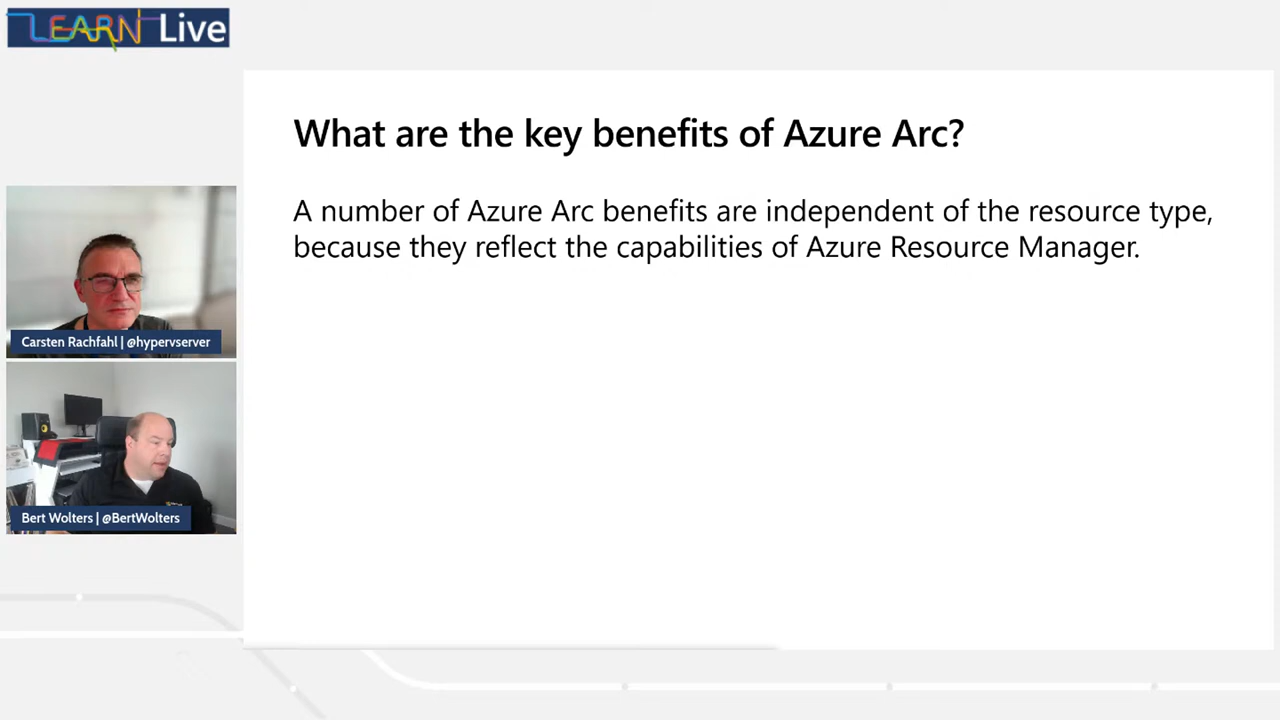 LEARN Live
What are the key benefits of Azure Arc?
A number of Azure Arc benefits are independent of the resource type,
because they reflect the capabilities of Azure Resource Manager.
Carsten Rachfahl | @hypervserver
Bert Wolters | @BertWolters